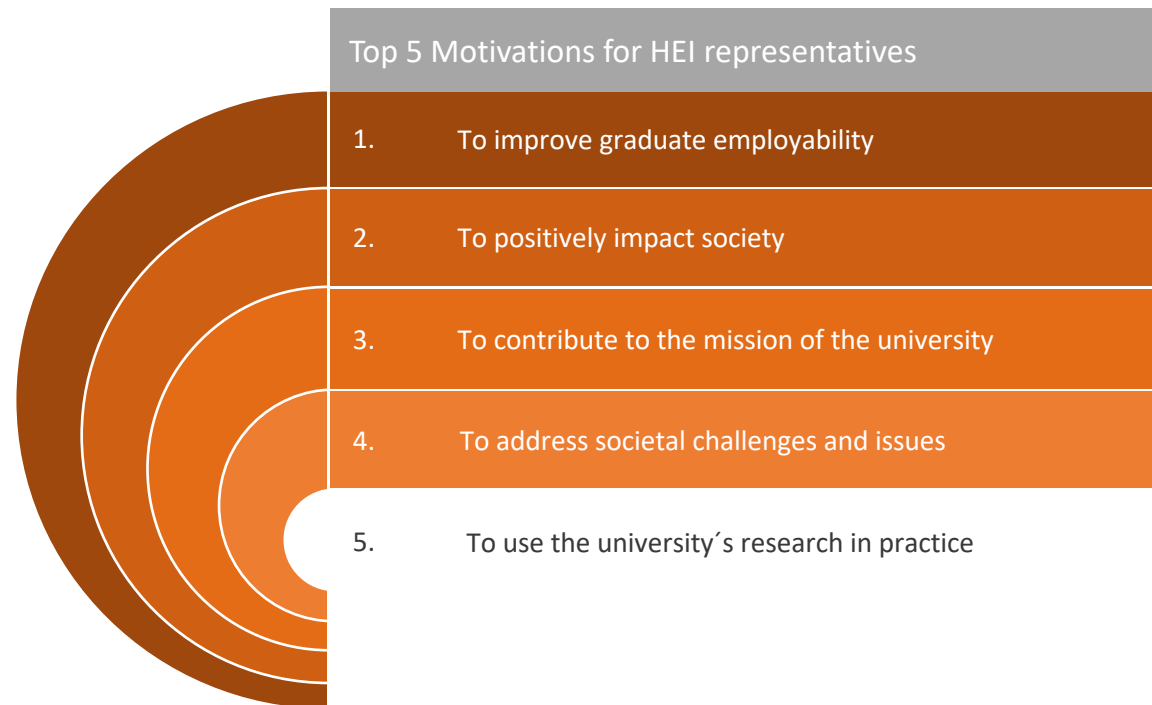 Top 5 Motivations for HEI representatives
1. To improve graduate employability
2. To positively impact society
3. To contribute to the mission of the university
4. To address societal challenges and issues
5. To use the university´s research in practice